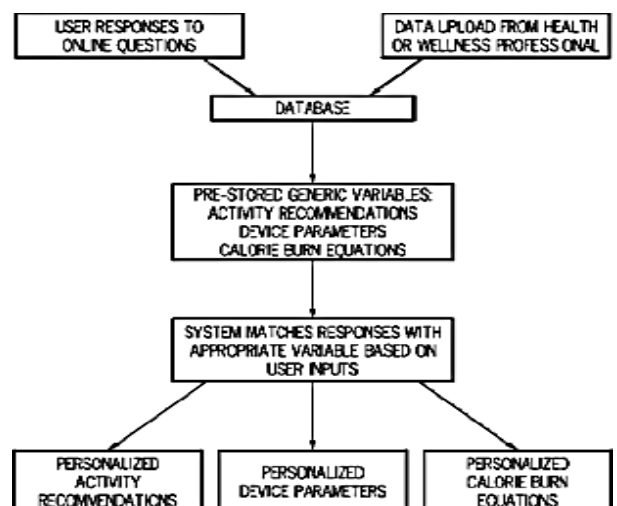 USER RESPONSES TO
ONLINE QUESTIONS
DATA UPLOAD FROM HEALTH
OR WELLNESS PROFESSIONAL
DATABASE
PRE-STORED GENERIC VARIABLES:
ACTIVITY RECOMMENDATIONS
DEVICE PARAMETERS
CALORIE BURN EQUATIONS
SYSTEM MATCHES RESPONSES WITH
APPROPRIATE VARIABLE BASED ON
USER INPUTS
PERSONALIZED
ACTIVITY
RECOMMENDATIONS
PERSONALIZED
DEVICE PARAMETERS
PERSONALIZED
CALORIE BURN
EQUATIONS